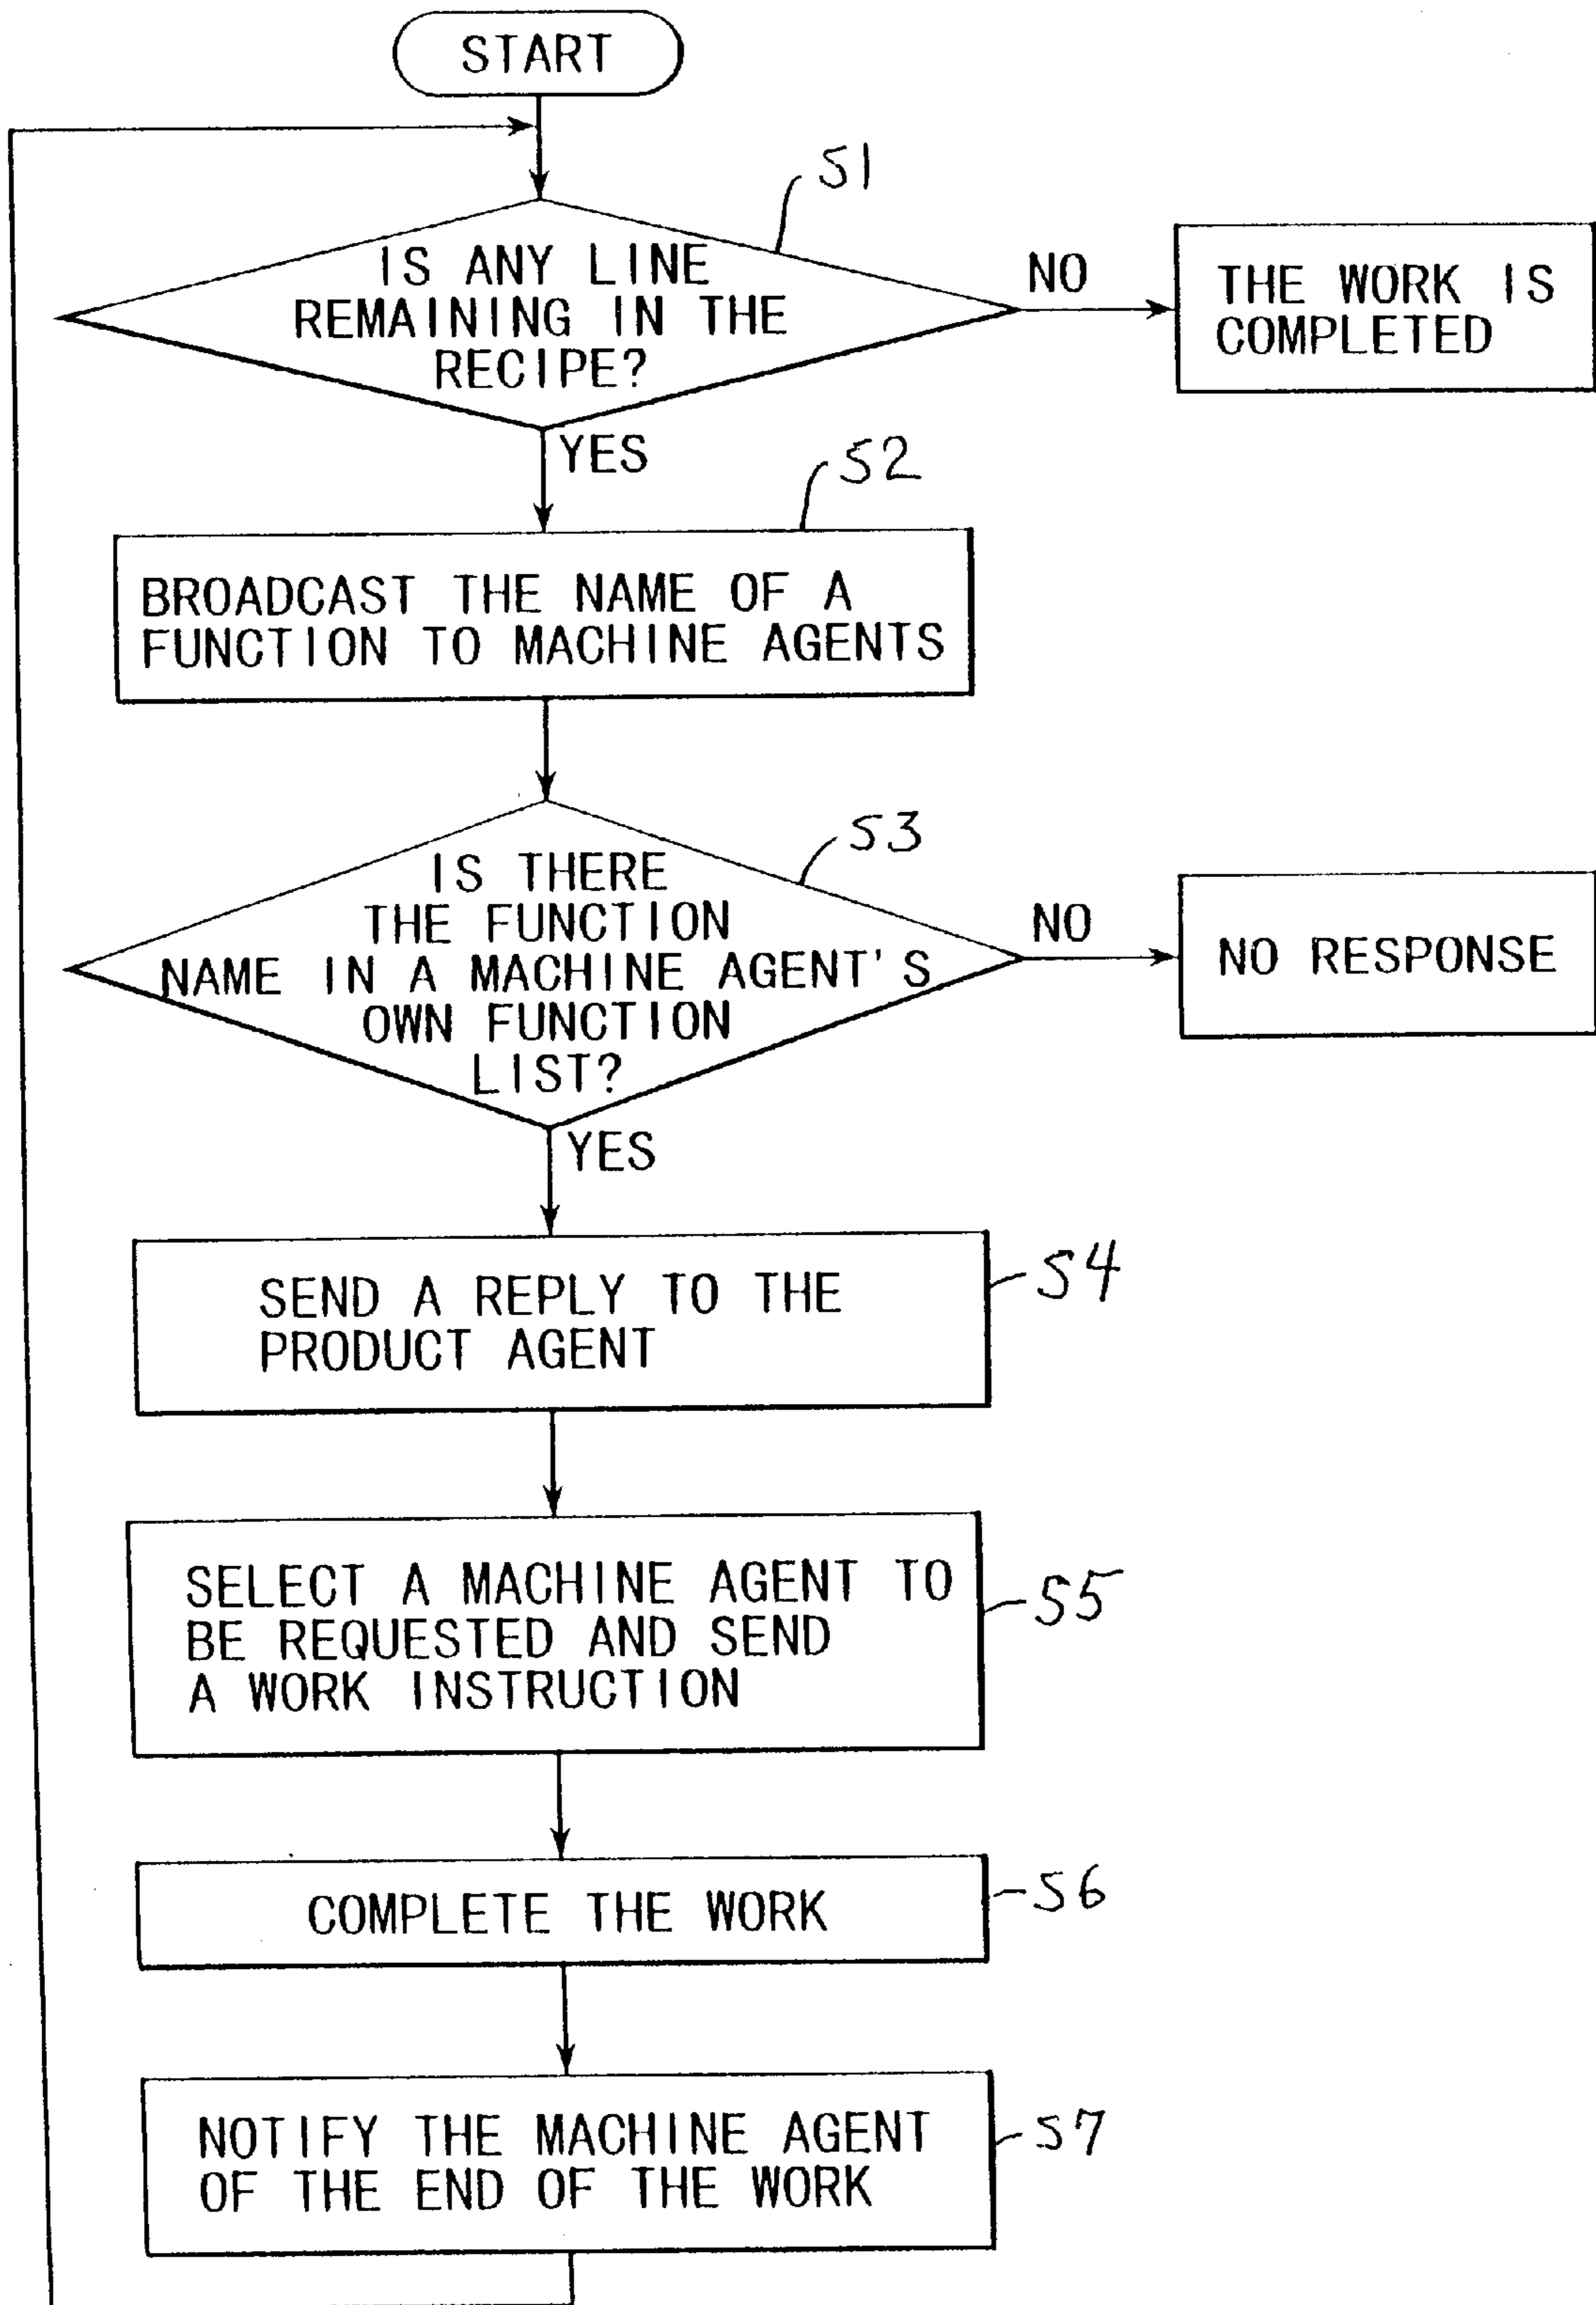 START
S1
IS ANY LINE
REMAINING IN THE
RECIPE?
NO
THE WORK IS
COMPLETED
YES
S2
BROADCAST THE NAME OF A
FUNCTION TO MACHINE AGENTS
S3
IS THERE
THE FUNCTION
NAME IN A MACHINE AGENT'S
OWN FUNCTION
LIST?
NO
NO RESPONSE
YES
S4
SEND A REPLY TO THE
PRODUCT AGENT
S5
SELECT A MACHINE AGENT TO
BE REQUESTED AND SEND
A WORK INSTRUCTION
S6
COMPLETE THE WORK
S7
NOTIFY THE MACHINE AGENT
OF THE END OF THE WORK